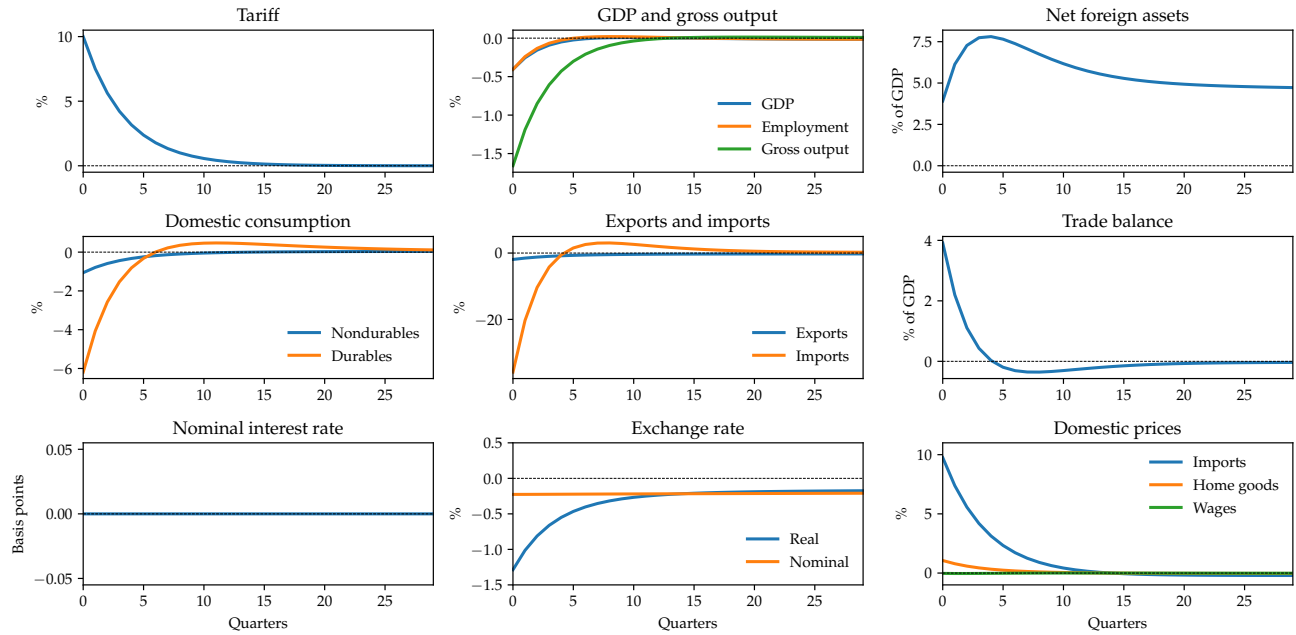 Tariff
%
10
5
0
0 5 10 15 20 25
GDP and gross output
%
0.0
−0.5
−1.0
−1.5
GDP
Employment
Gross output
0 5 10 15 20 25
Net foreign assets
% of GDP
7.5
5.0
2.5
0.0
0 5 10 15 20 25
Domestic consumption
%
0
−2
−4
−6
Nondurables
Durables
0 5 10 15 20 25
Exports and imports
%
0
−20
Exports
Imports
0 5 10 15 20 25
Trade balance
% of GDP
4
2
0
0 5 10 15 20 25
Nominal interest rate
Basis points
0.05
0.00
−0.05
0 5 10 15 20 25
Quarters
Exchange rate
%
0.5
0.0
−0.5
−1.0
−1.5
Real
Nominal
0 5 10 15 20 25
Quarters
Domestic prices
%
10
5
0
Imports
Home goods
Wages
0 5 10 15 20 25
Quarters